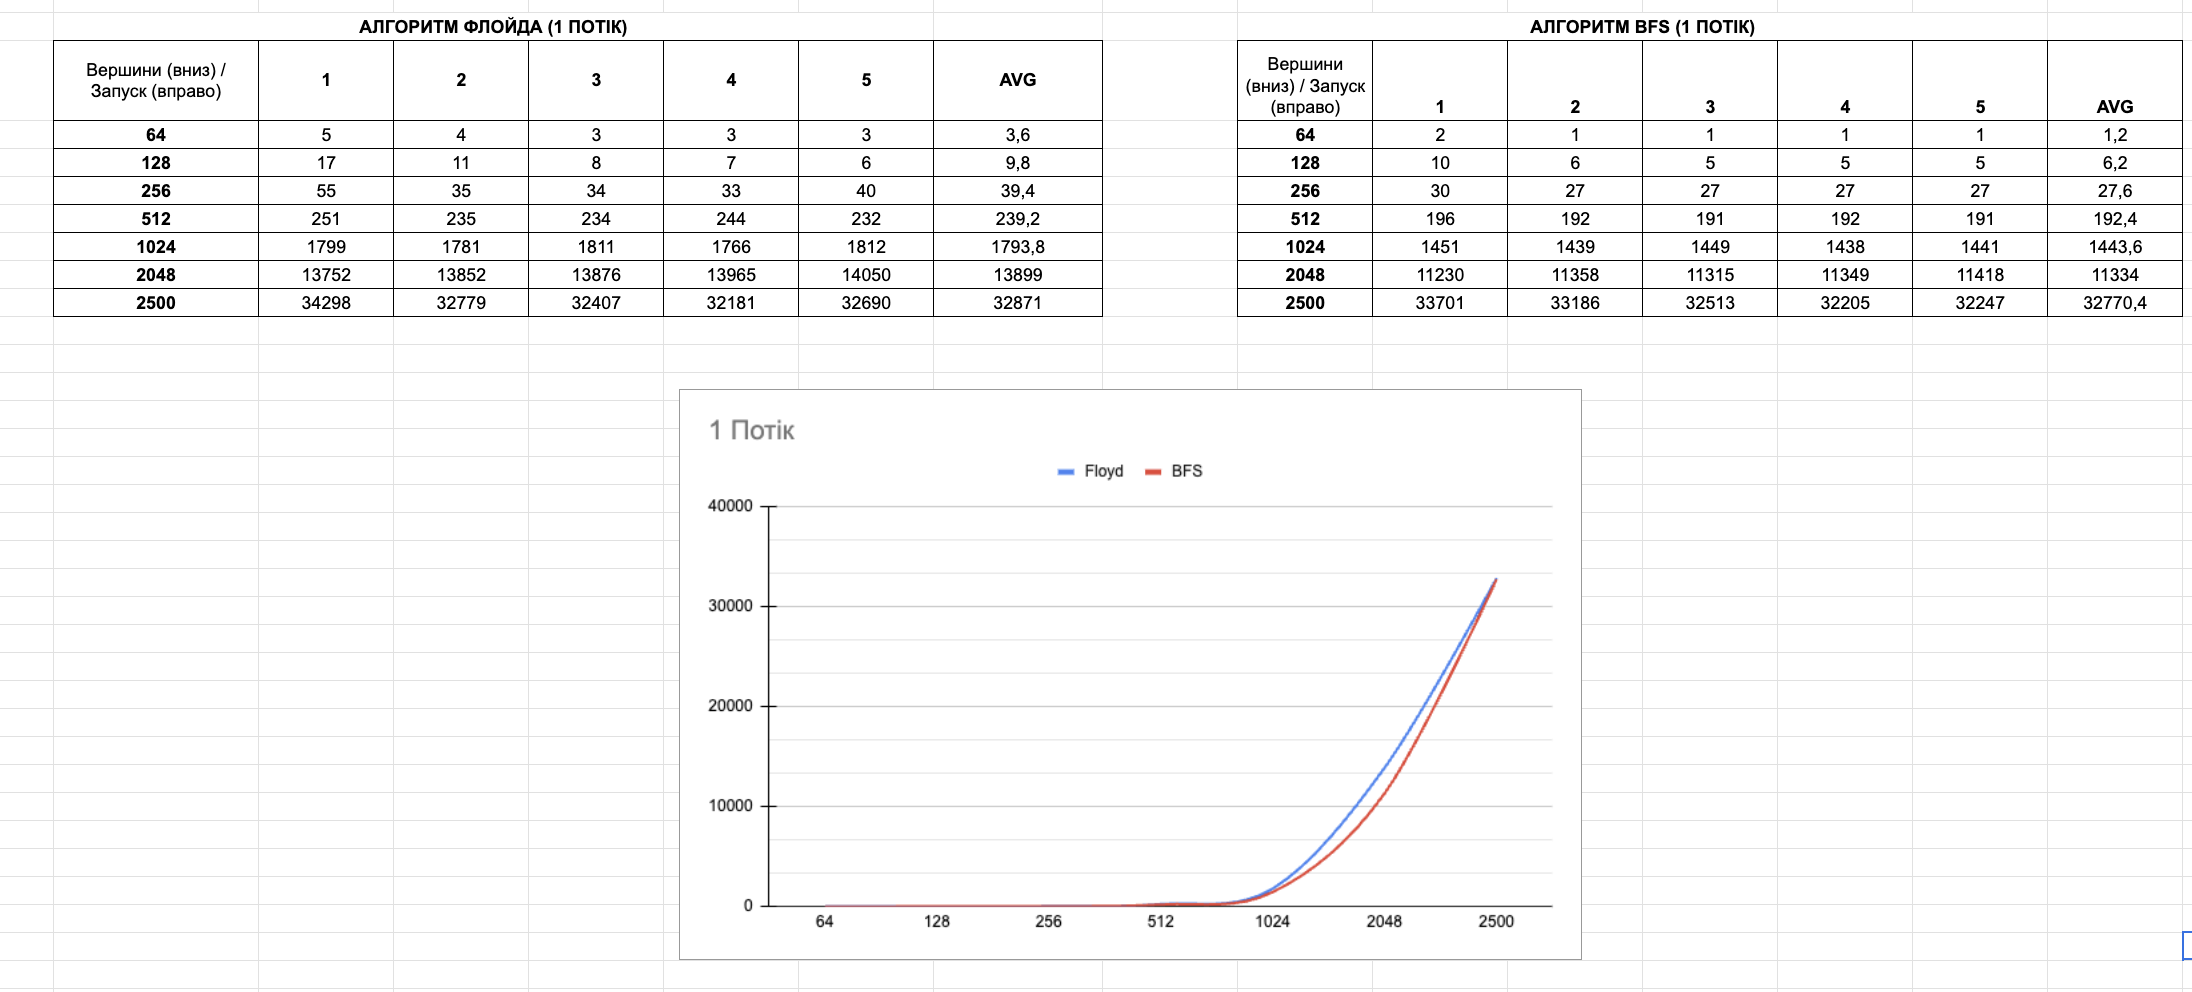 АЛГОРИТМ ФЛОЙДА (1 ПОТІК)
Вершини (вниз) /
Запуск (вправо)
1 2 3 4 5 AVG
64 5 4 3 3 3 3,6
128 17 11 8 7 6 9,8
256 55 35 34 33 40 39,4
512 251 235 234 244 232 239,2
1024 1799 1781 1811 1766 1812 1793,8
2048 13752 13852 13876 13965 14050 13899
2500 34298 32779 32407 32181 32690 32871
АЛГОРИТМ BFS (1 ПОТІК)
Вершини
(вниз) / Запуск
(вправо)
1 2 3 4 5 AVG
64 2 1 1 1 1 1,2
128 10 6 5 5 5 6,2
256 30 27 27 27 27 27,6
512 196 192 191 192 191 192,4
1024 1451 1439 1449 1438 1441 1443,6
2048 11230 11358 11315 11349 11418 11334
2500 33701 33186 32513 32205 32247 32770,4
1 Потік
Floyd BFS
40000
30000
20000
10000
0
64 128 256 512 1024 2048 2500